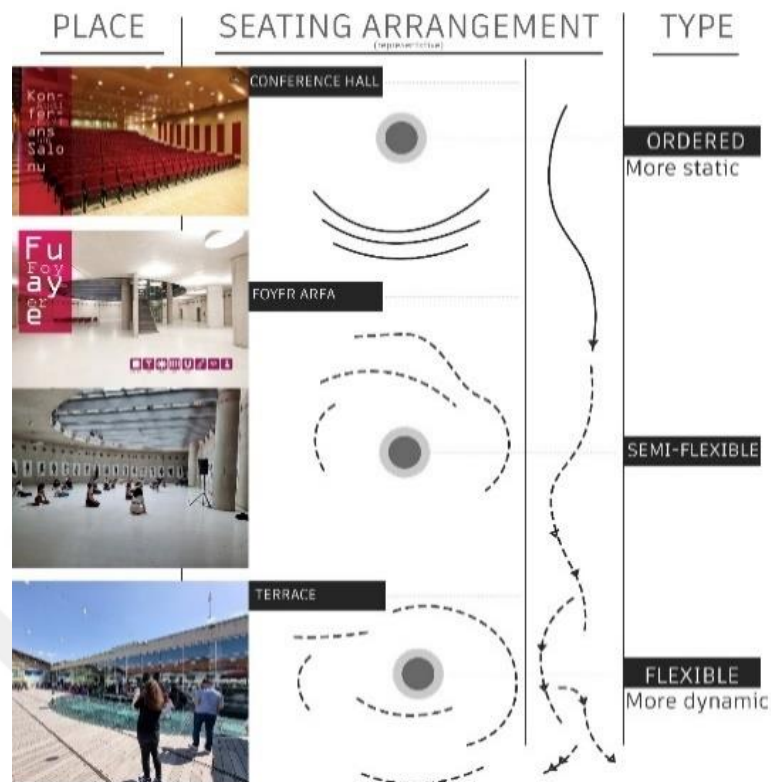 PLACE
SEATING ARRANGEMENT
(representative)
TYPE
Kon-
fer-
ans
Salo
nu
CONFERENCE HALL
ORDERED
More static
Fu
Foy
ay
er
e
FOYER AREA
SEMI-FLEXIBLE
TERRACE
FLEXIBLE
More dynamic